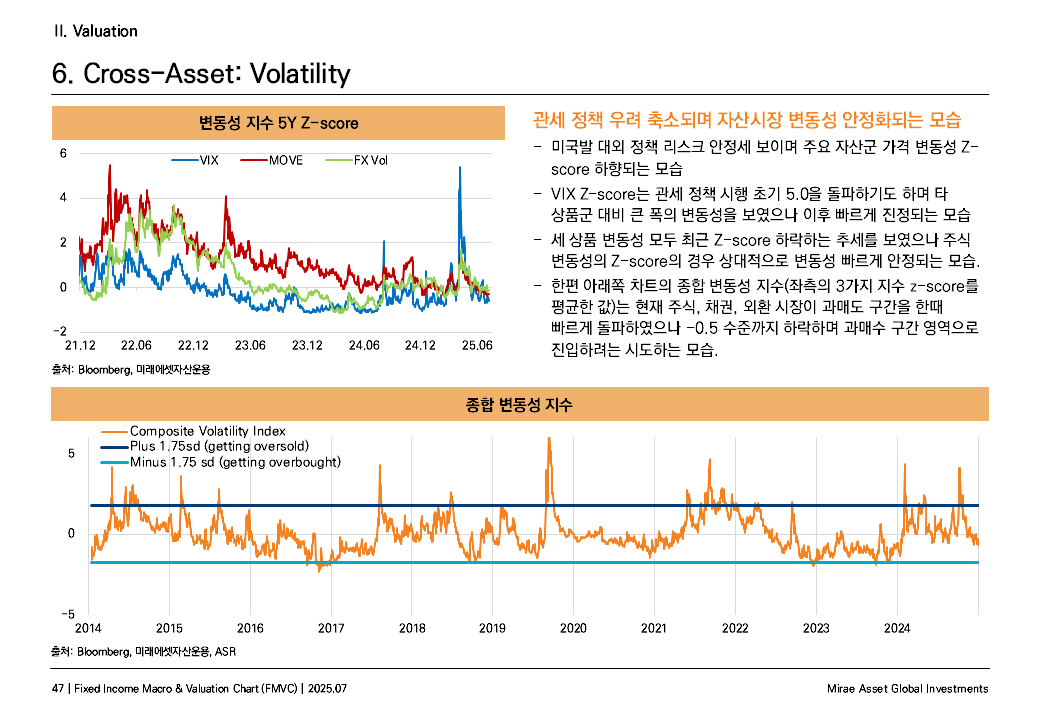 II. Valuation
6. Cross-Asset: Volatility
변동성 지수 5Y Z-score
VIX MOVE FX Vol
6
4
2
0
-2
21.12 22.06 22.12 23.06 23.12 24.06 24.12 25.06
출처: Bloomberg, 미래에셋자산운용
관세 정책 우려 축소되며 자산시장 변동성 안정화되는 모습
- 미국발 대외 정책 리스크 안정세 보이며 주요 자산군 가격 변동성 Z-
score 하향되는 모습
- VIX Z-score는 관세 정책 시행 초기 5.0을 돌파하기도 하며 타
상품군 대비 큰 폭의 변동성을 보였으나 이후 빠르게 진정되는 모습
- 세 상품 변동성 모두 최근 Z-score 하락하는 추세를 보였으나 주식
변동성의 Z-score의 경우 상대적으로 변동성 빠르게 안정되는 모습.
- 한편 아래쪽 차트의 종합 변동성 지수(좌측의 3가지 지수 z-score를
평균한 값)는 현재 주식, 채권, 외환 시장이 과매도 구간을 한때
빠르게 돌파하였으나 -0.5 수준까지 하락하며 과매수 구간 영역으로
진입하려는 시도하는 모습.
종합 변동성 지수
Composite Volatility Index
Plus 1.75sd (getting oversold)
Minus 1.75 sd (getting overbought)
5
0
-5
2014 2015 2016 2017 2018 2019 2020 2021 2022 2023 2024
출처: Bloomberg, 미래에셋자산운용, ASR
47 | Fixed Income Macro & Valuation Chart (FMVC) | 2025.07
Mirae Asset Global Investments